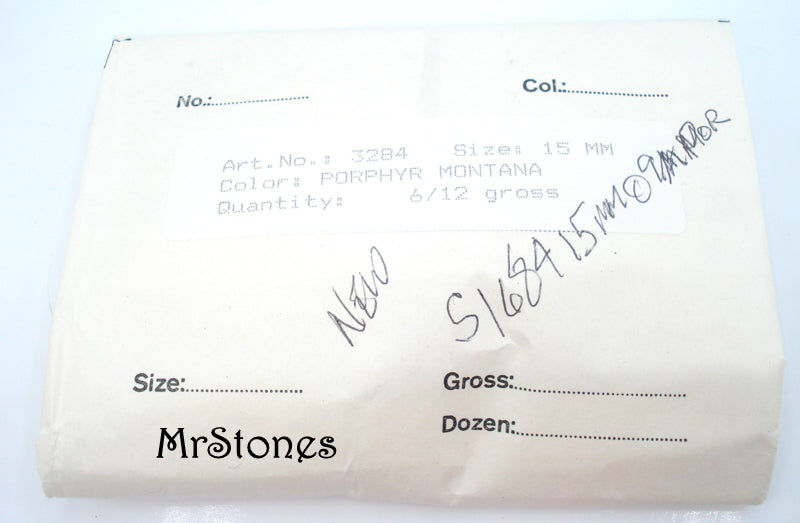 No.:
Col.:
Art.No.: 3284 Size: 15 MM
Color: PORPHYR MONTANA
Quantity: 6/12 gross
NEW
S/684 15mm
Size:
Gross:
Dozen:
MrStones